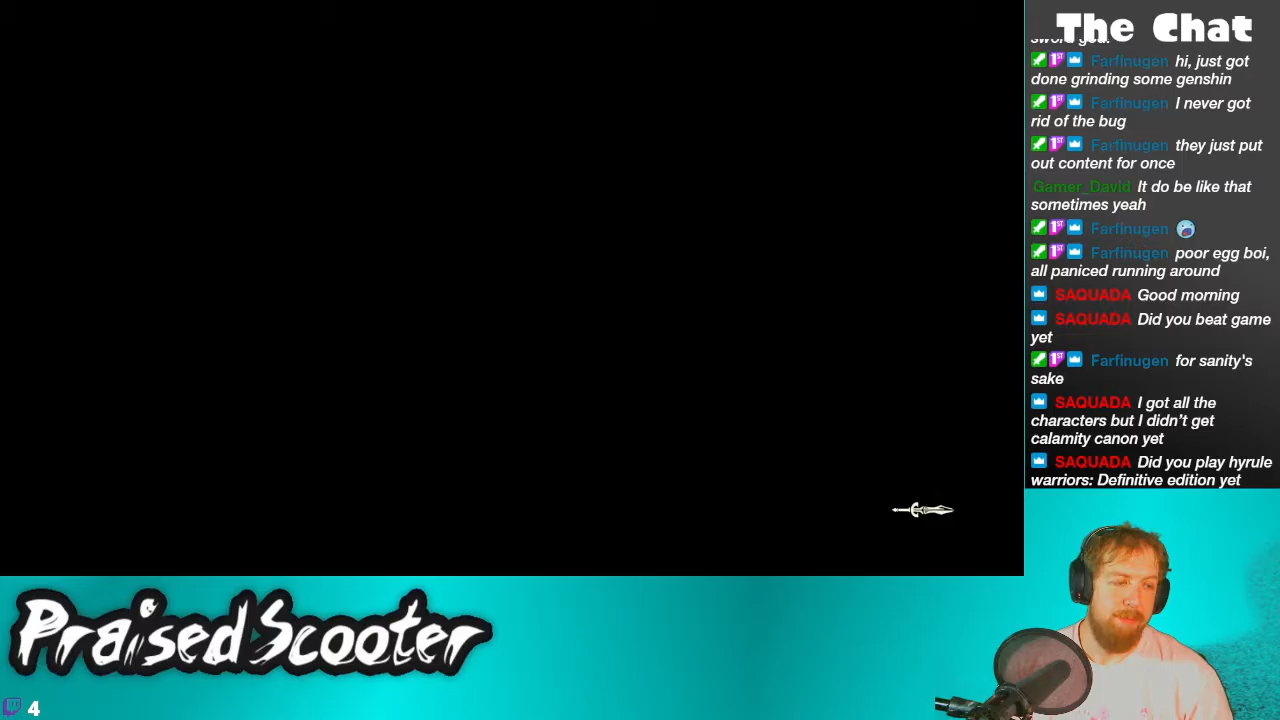 The Chat
sword god.
Farfinugen hi, just got
done grinding some genshin
Farfinugen I never got
rid of the bug
Farfinugen they just put
out content for once
Gamer_David It do be like that
sometimes yeah
Farfinugen
Farfinugen poor egg boi,
all paniced running around
SAQUADA Good morning
SAQUADA Did you beat game
yet
Farfinugen for sanity's
sake
SAQUADA I got all the
characters but I didn't get
calamity canon yet
SAQUADA Did you play hyrule
warriors: Definitive edition yet
PraisedScooter
4